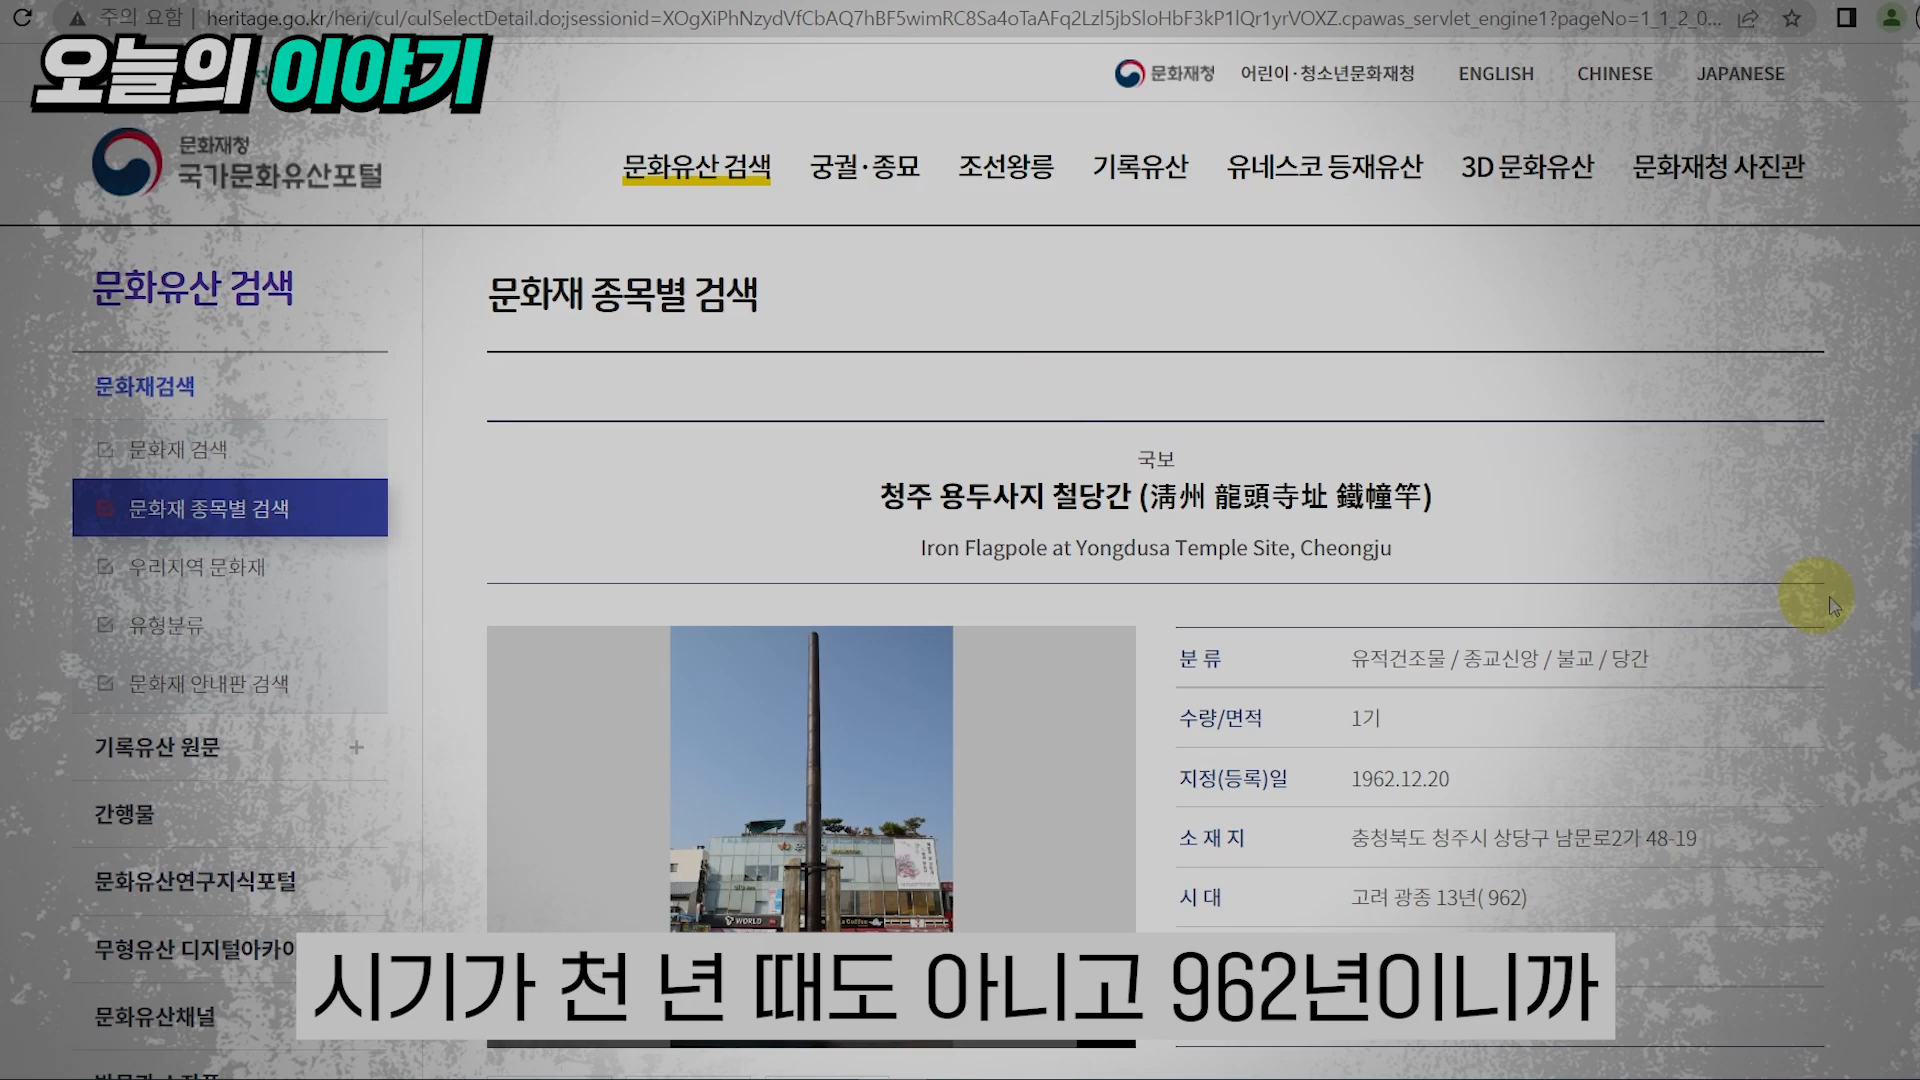 주의 요함 | heritage.go.kr/heri/cul/culSelectDetail.do;jsessionid=XOgXiPhNzydVfCbAQ7hBF5wimRC8Sa4oTaAFq2Lzl5jbSloHbF3kP1lQr1yrVOXZ.cpawas_servlet_engine1?pageNo=1_1_2_0...
오늘의 이야기
문화재청 어린이·청소년문화재청 ENGLISH CHINESE JAPANESE
문화재청
국가문화유산포털
문화유산 검색 궁궐·종묘 조선왕릉 기록유산 유네스코 등재유산 3D 문화유산 문화재청 사진관
문화유산 검색
문화재검색
문화재 검색
문화재 종목별 검색
우리지역 문화재
유형분류
문화재 안내판 검색
기록유산 원문 +
간행물
문화유산연구지식포털
무형유산 디지털아카이
문화유산채널
문화재 종목별 검색
국보
청주 용두사지 철당간 (淸州 龍頭寺址 鐵幢竿)
Iron Flagpole at Yongdusa Temple Site, Cheongju
분 류 유적건조물 / 종교신앙 / 불교 / 당간
수량/면적 1기
지정(등록)일 1962.12.20
소 재 지 충청북도 청주시 상당구 남문로2가 48-19
시 대 고려 광종 13년( 962)
T WORLD
Coffee
시기가 천 년 때도 아니고 962년이니까